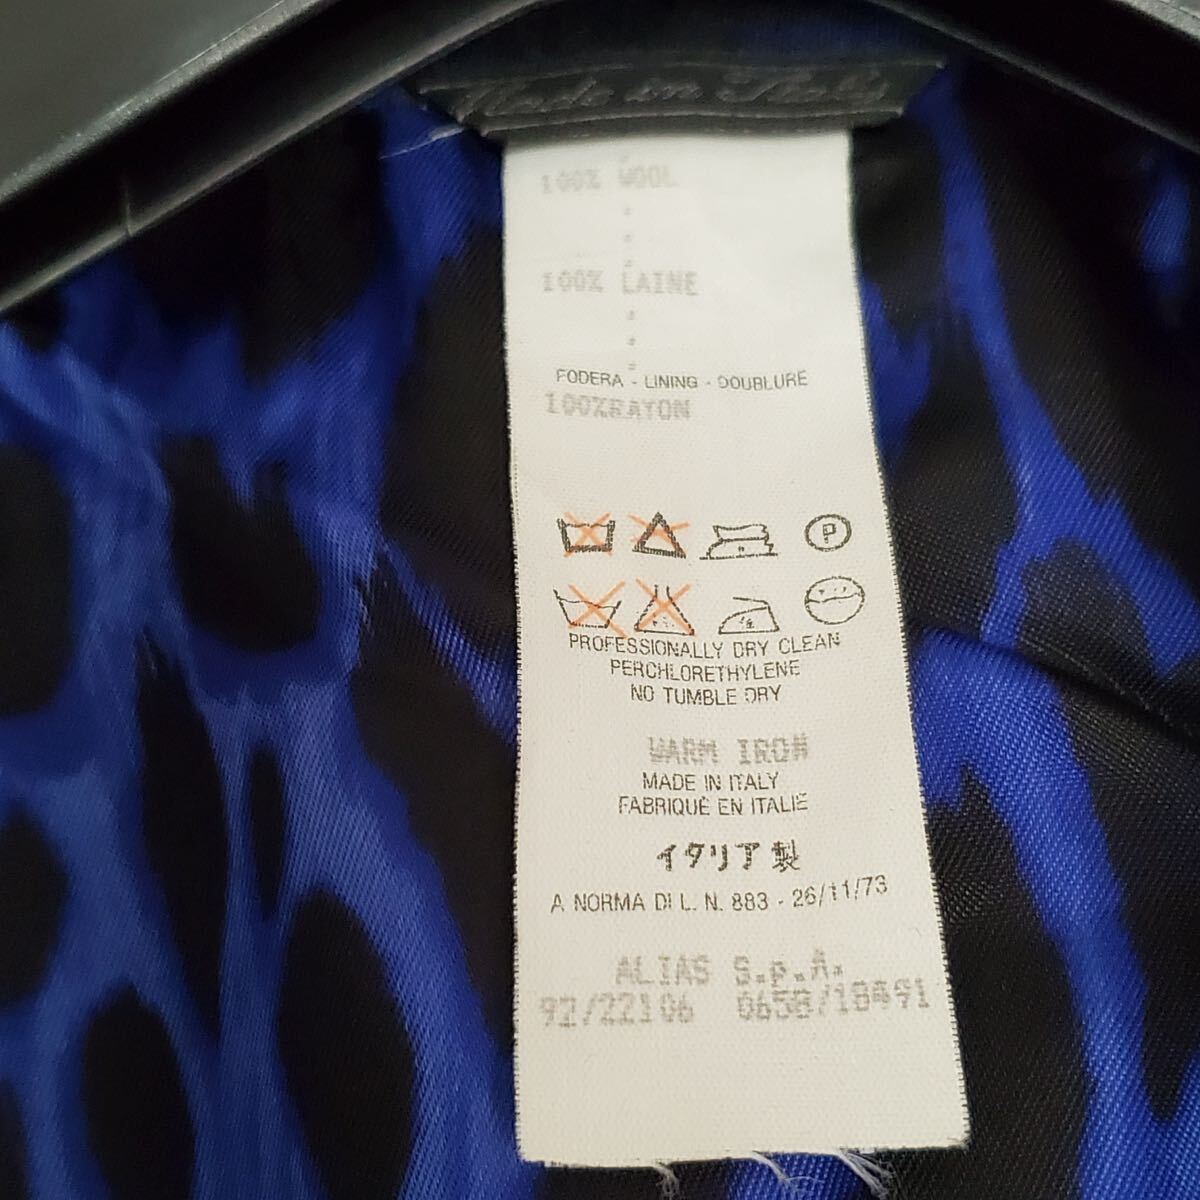 Made in Italy
100% WOOL
100% LAINE
FODERA - LINING - DOUBLURE
100%RAYON
P
PROFESSIONALLY DRY CLEAN
PERCHLORETHYLENE
NO TUMBLE DRY
WARM IRON
MADE IN ITALY
FABRIQUÉ EN ITALIE
イタリア製
A NORMA DI L. N. 883 - 26/11/73
ALIAS S.p.A.
92/22106